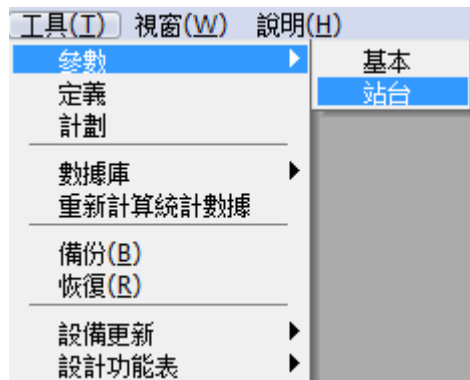 工具(T) 視窗(W) 說明(H)
參數
基本
定義
站台
計劃
數據庫
重新計算統計數據
備份(B)
恢復(R)
設備更新
設計功能表